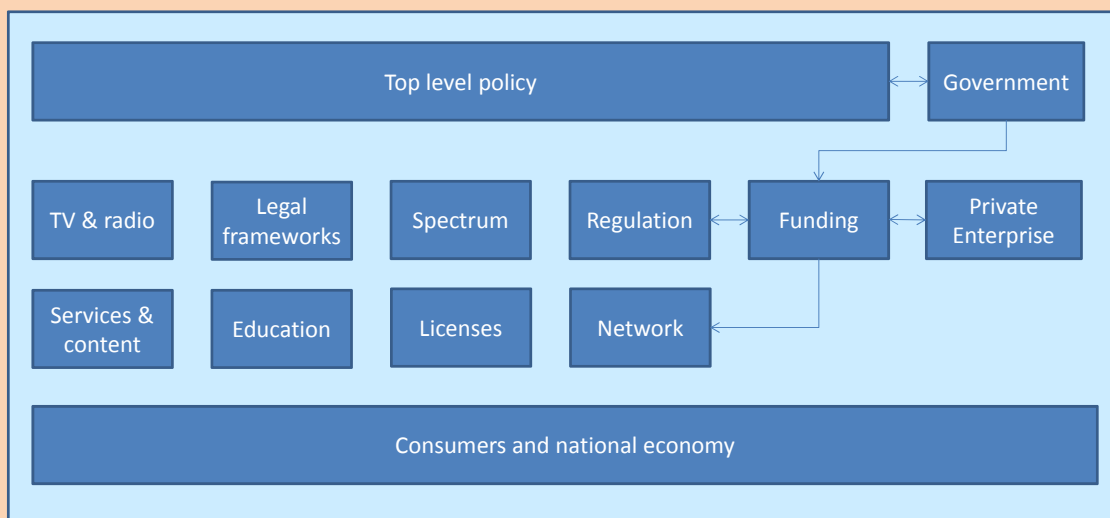 Top level policy
Government
TV & radio
Legal
frameworks
Spectrum
Regulation
Funding
Private
Enterprise
Services &
content
Education
Licenses
Network
Consumers and national economy